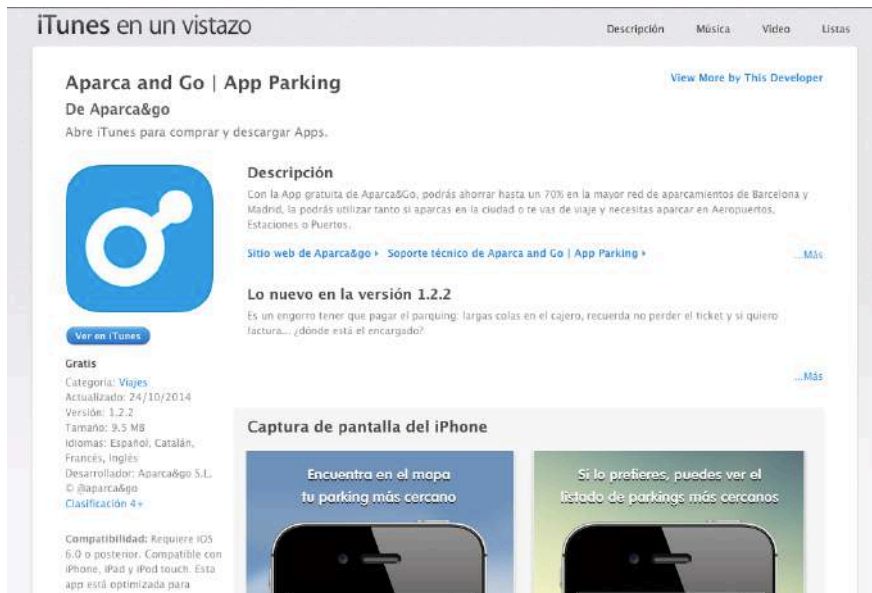 iTunes en un vistazo
Descripción Música Vídeo Listas
Aparca and Go | App Parking
View More by This Developer
De Aparca&go
Abre iTunes para comprar y descargar Apps.
Descripción
Con la App gratuita de Aparca&Go, podrás ahorrar hasta un 70% en la mayor red de aparcamientos de Barcelona y
Madrid, la podrás utilizar tanto si aparcas en la ciudad o te vas de viaje y necesitas aparcar en Aeropuertos,
Estaciones o Puertos.
Sitio web de Aparca&go Soporte técnico de Aparca and Go | App Parking
...Más
Lo nuevo en la versión 1.2.2
Es un engorro tener que pagar el parquing: largas colas en el cajero, recuerda no perder el ticket y si quiero
factura... ¿dónde está el encargado?
...Más
Ver en iTunes
Gratis
Categoría: Viajes
Actualizado: 24/10/2014
Versión: 1.2.2
Tamaño: 9.5 MB
Idiomas: Español, Catalán,
Francés, Inglés
Desarrollador: Aparca&go S.L.
© @aparca&go
Clasificación 4+
Compatibilidad: Requiere iOS
6.0 o posterior. Compatible con
iPhone, iPad y iPod touch. Esta
app está optimizada para
Captura de pantalla del iPhone
Encuentra en el mapa
tu parking más cercano
Si lo prefieres, puedes ver el
listado de parkings más cercanos